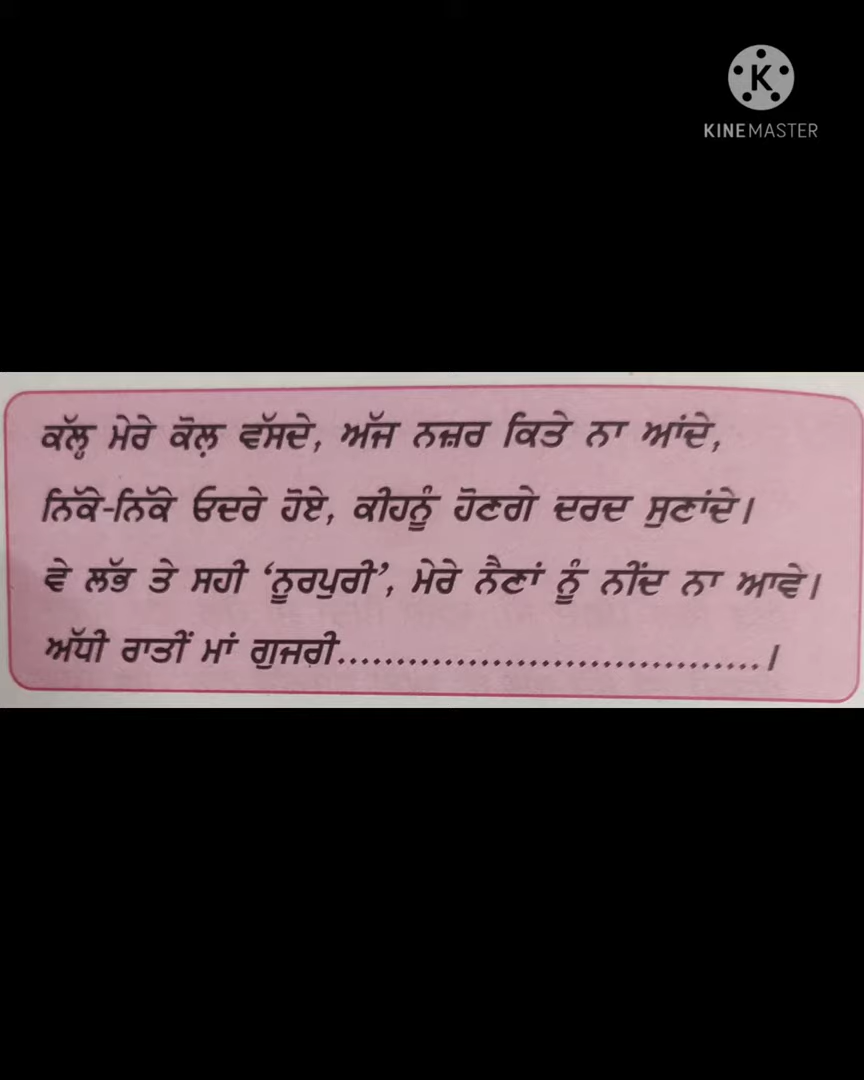 KINEMASTER
ਕੱਲ੍ਹ ਮੇਰੇ ਕੋਲ਼ ਵੱਸਦੇ, ਅੱਜ ਨਜ਼ਰ ਕਿਤੇ ਨਾ ਆਂਦੇ,
ਨਿੱਕੇ-ਨਿੱਕੇ ਓਦਰੇ ਹੋਏ, ਕੀਹਨੂੰ ਹੋਣਗੇ ਦਰਦ ਸੁਣਾਂਦੇ।
ਵੇ ਲੱਭ ਤੇ ਸਹੀ ‘ਨੂਰਪੁਰੀ’, ਮੇਰੇ ਨੈਣਾਂ ਨੂੰ ਨੀਂਦ ਨਾ ਆਵੇ।
ਅੱਧੀ ਰਾਤੀਂ ਮਾਂ ਗੁਜਰੀ...................................।